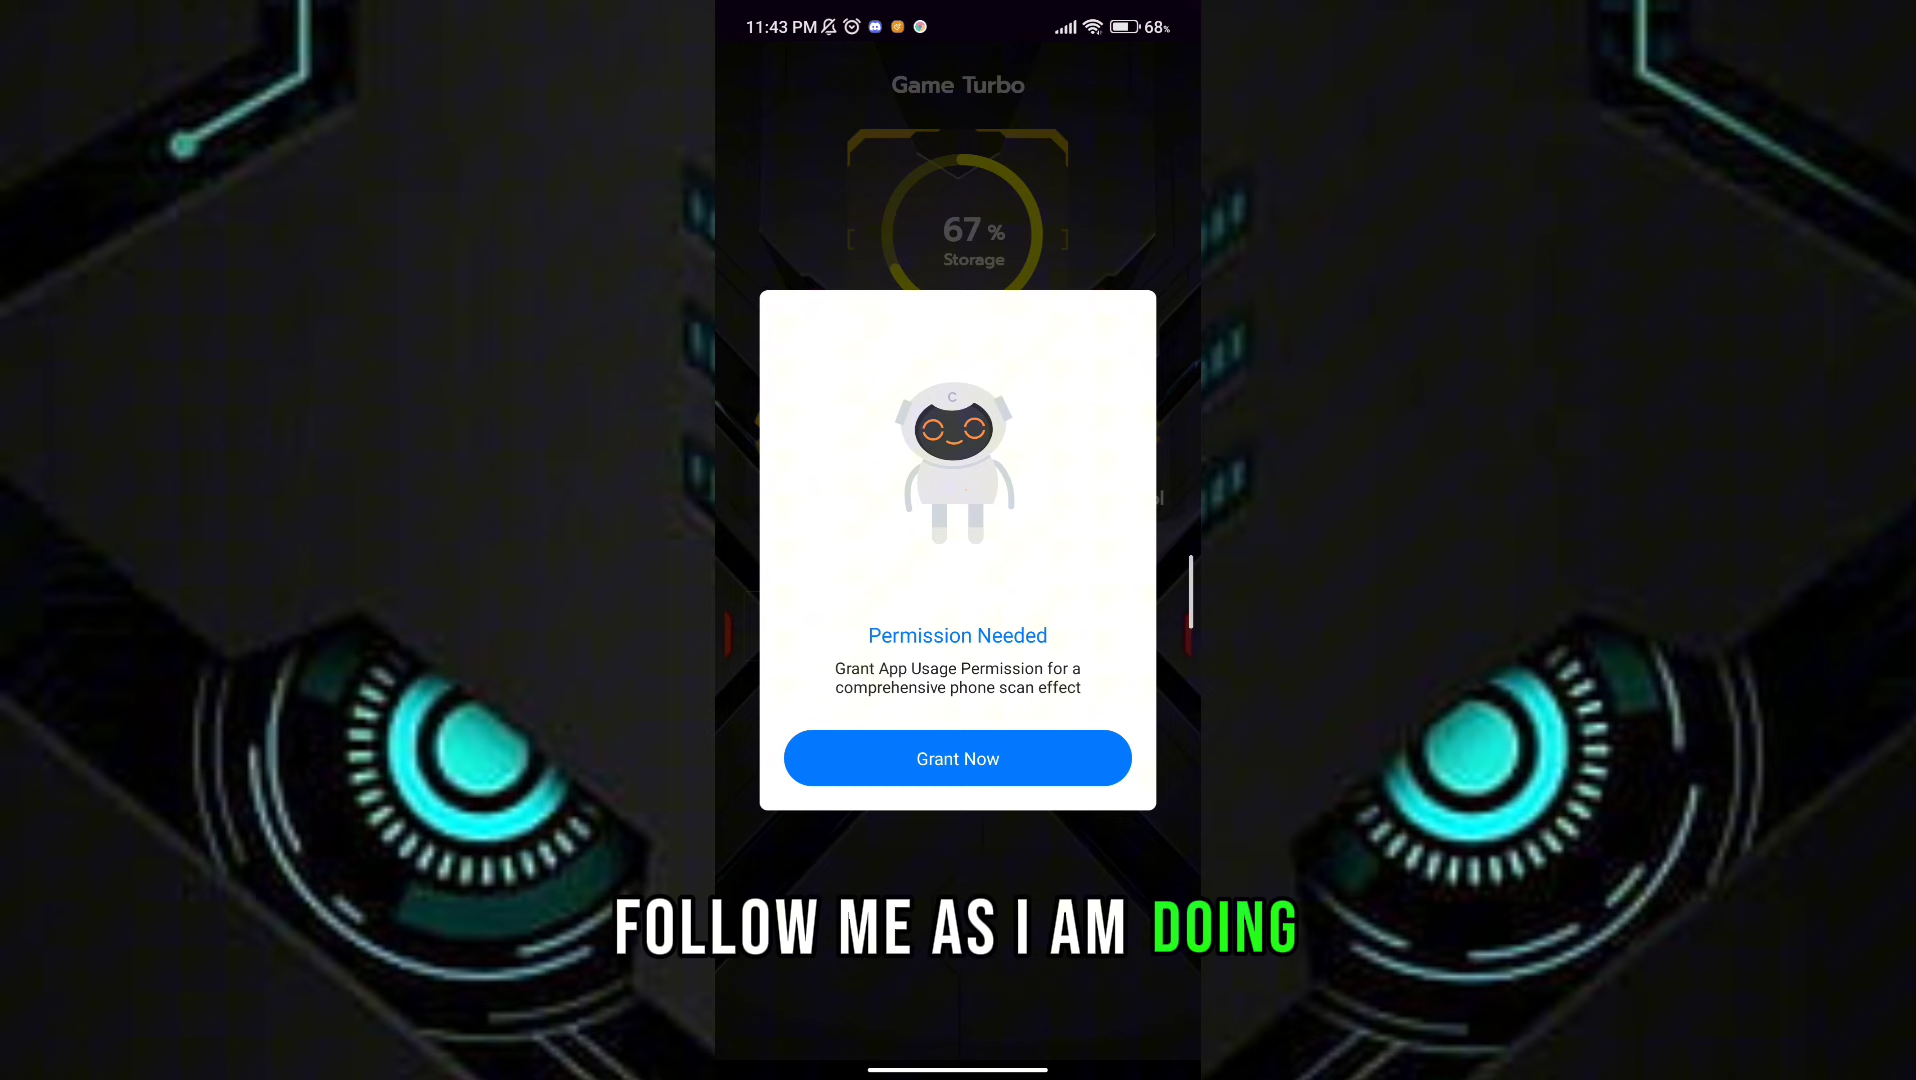 11:43 PM
68%
Game Turbo
67 %
Storage
C
Permission Needed
Grant App Usage Permission for a
comprehensive phone scan effect
Grant Now
FOLLOW ME AS I AM DOING